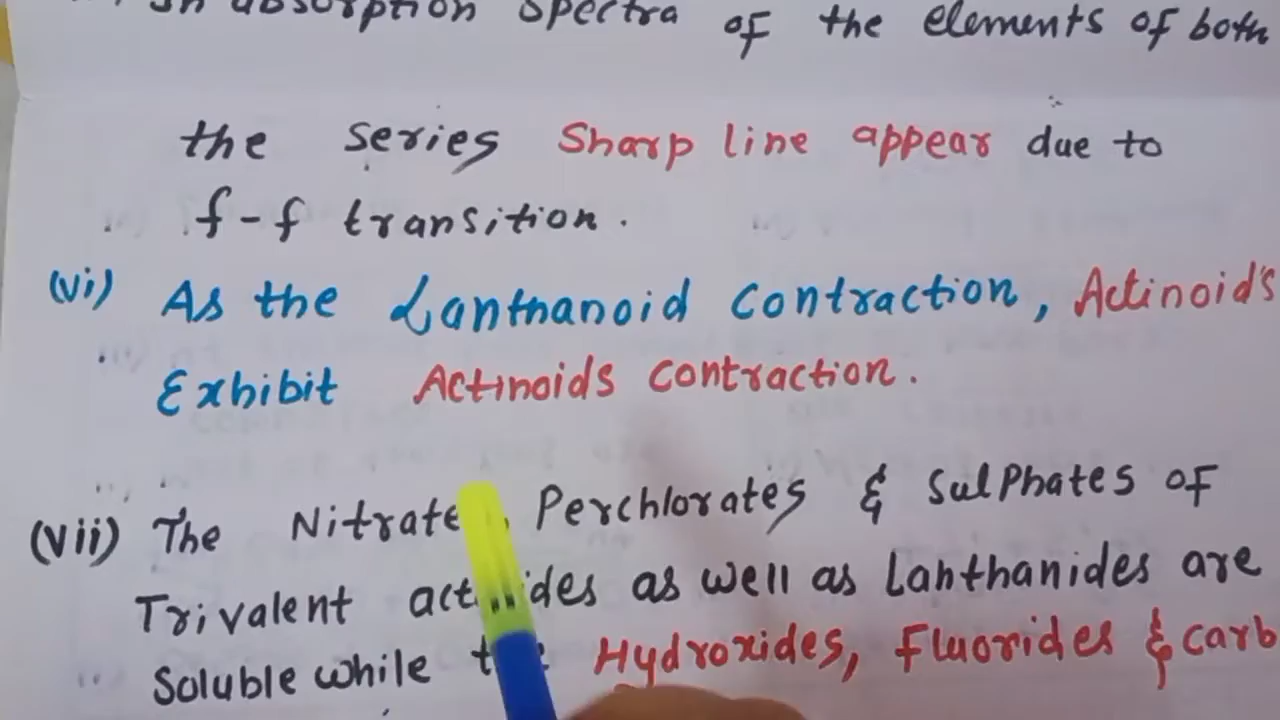 In absorption Spectra of the elements of both
the series Sharp line appear due to
f-f transition.
(vi) As the Lanthanoid contraction, Actinoid's
Exhibit Actinoids contraction.
(vii) The Nitrate, Perchlorates & Sulphates of
Trivalent as well as Lanthanides are
Soluble while Hydroxides, Fluorides & carb